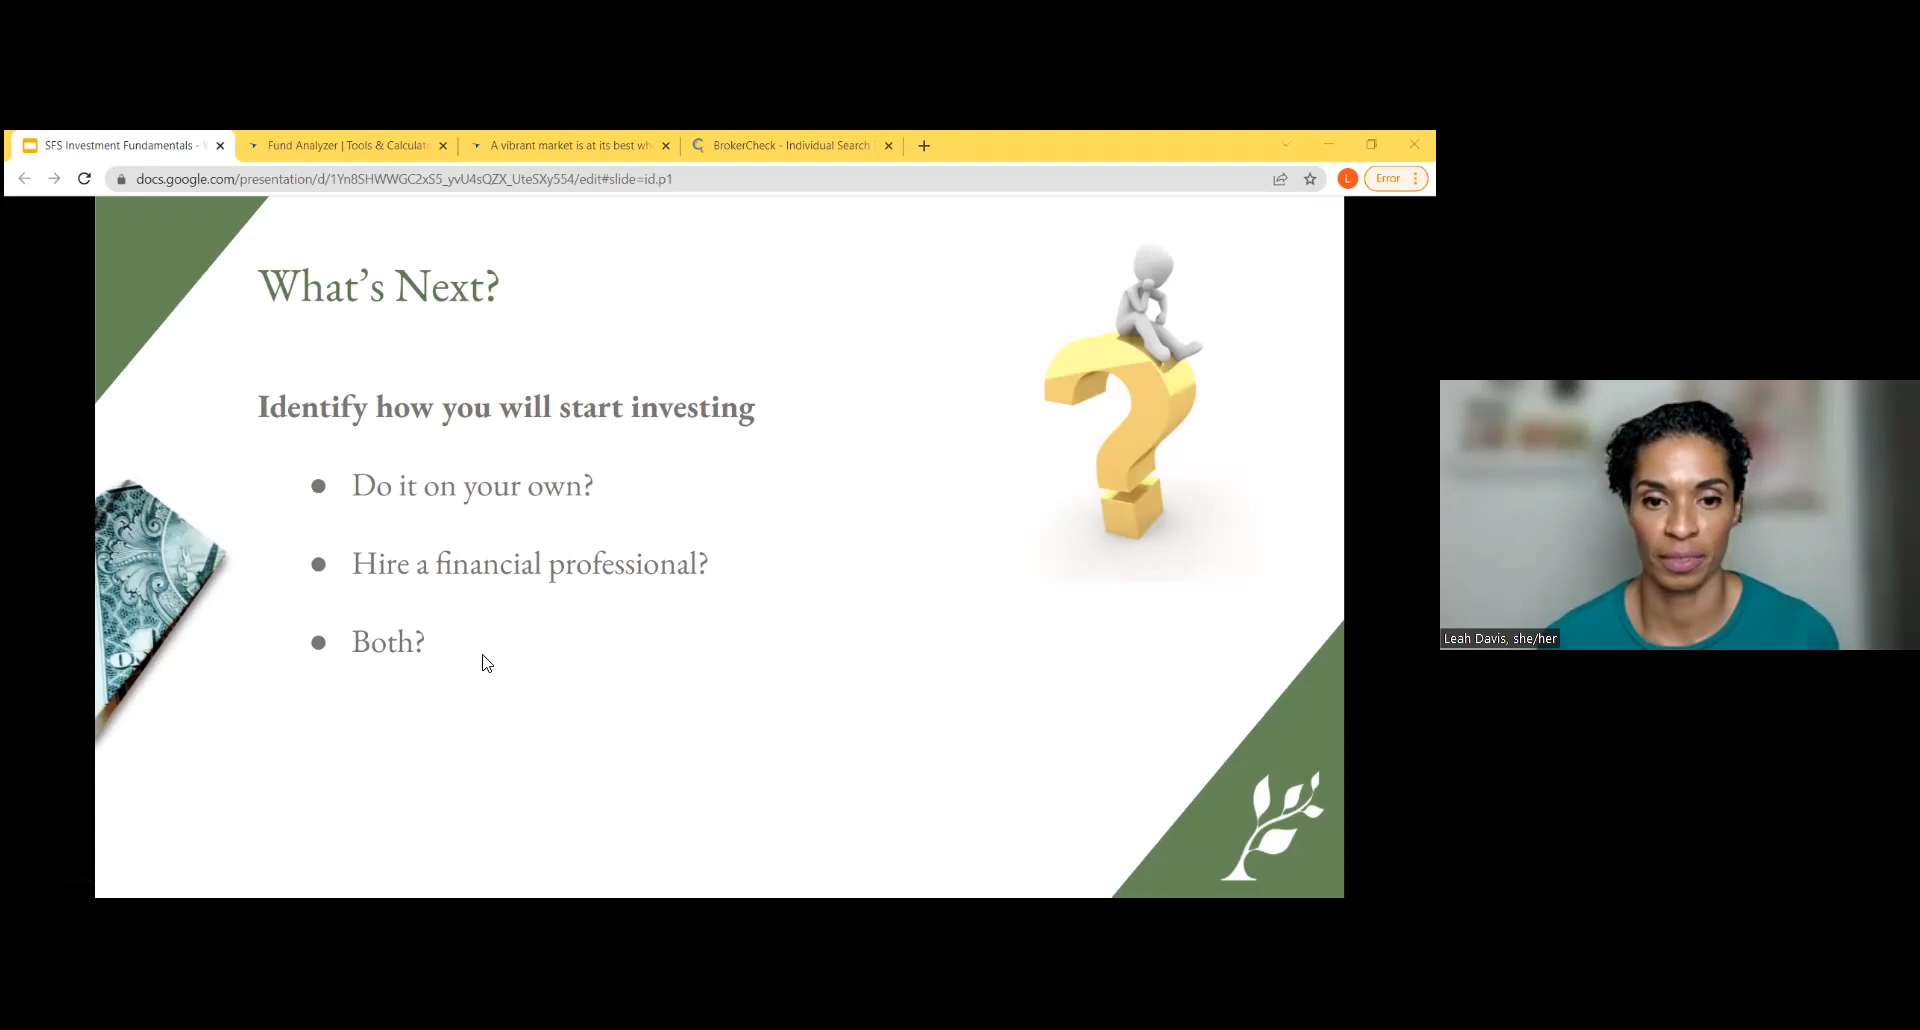 SFS Investment Fundamentals -
Fund Analyzer | Tools & Calculat
A vibrant market is at its best wh
BrokerCheck - Individual Search
docs.google.com/presentation/d/1Yn8SHWWGC2xS5_yvU4sQZX_UteSXy554/edit#slide=id.p1
L
Error
What's Next?
Identify how you will start investing
● Do it on your own?
● Hire a financial professional?
● Both?
Leah Davis, she/her